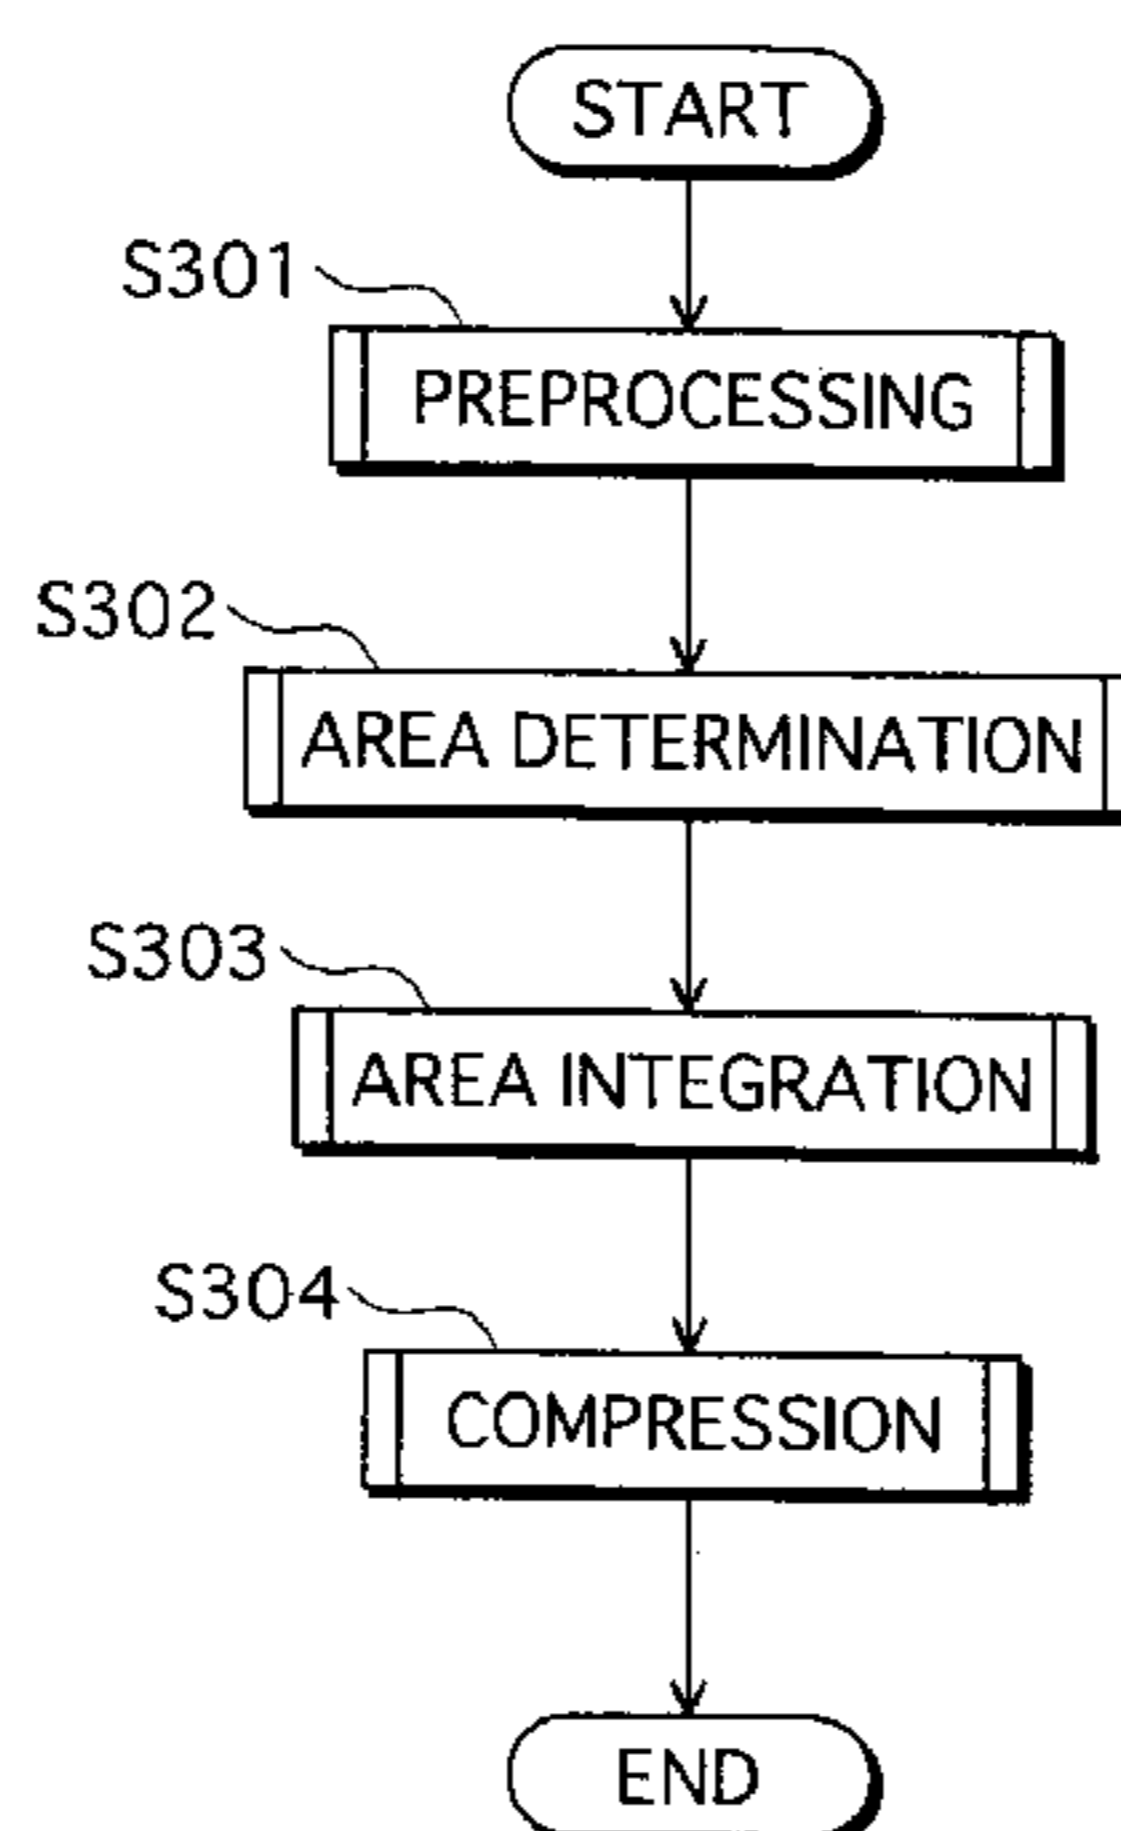 START
S301
PREPROCESSING
S302
AREA DETERMINATION
S303
AREA INTEGRATION
S304
COMPRESSION
END